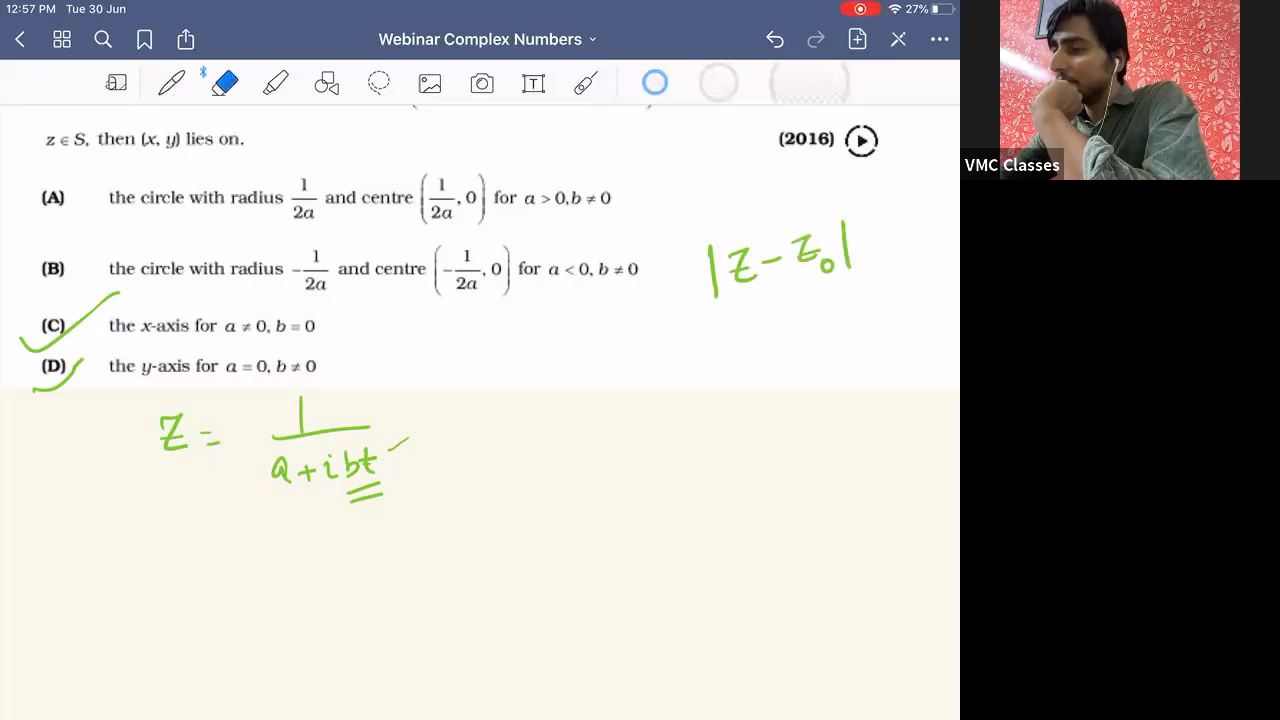 12:57 PM Tue 30 Jun
27%
Webinar Complex Numbers
z ∈ S, then (x, y) lies on. (2016)
(A) the circle with radius 1/2a and centre (1/2a, 0) for a > 0, b ≠ 0
(B) the circle with radius -1/2a and centre (-1/2a, 0) for a < 0, b ≠ 0
(C) the x-axis for a ≠ 0, b = 0
(D) the y-axis for a = 0, b ≠ 0
|z - z₀|
z = 1/(a + ibt)
VMC Classes